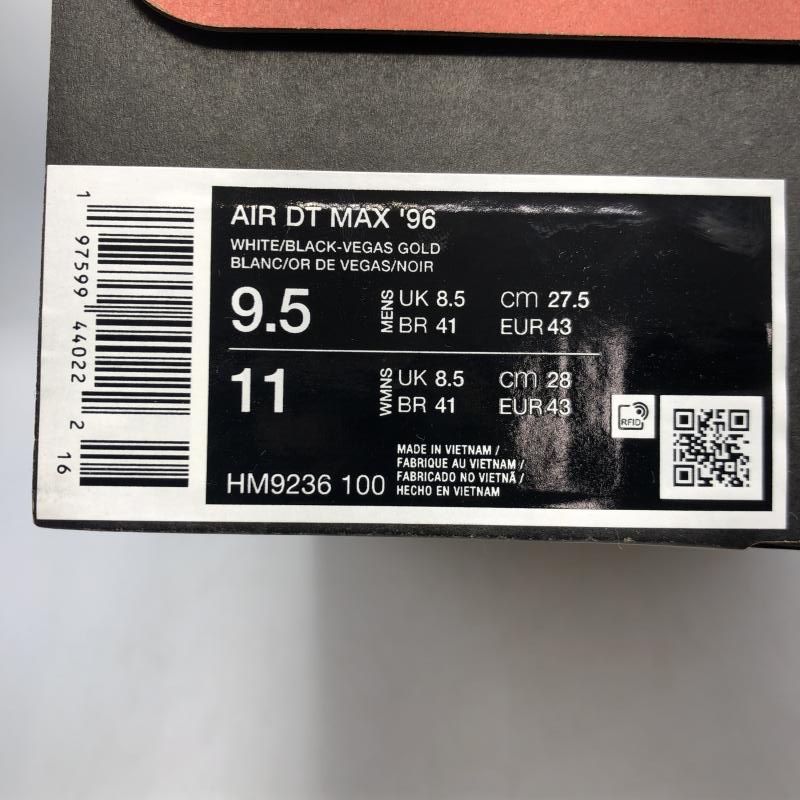 AIR DT MAX '96
WHITE/BLACK-VEGAS GOLD
BLANC/OR DE VEGAS/NOIR
9.5 MENS UK 8.5 cm 27.5
BR 41 EUR 43
11 WMNS UK 8.5 cm 28
BR 41 EUR 43
RFID
HM9236 100
MADE IN VIETNAM /
FABRIQUE AU VIETNAM /
FABRICADO NO VIETNÃ /
HECHO EN VIETNAM
1 97599 44022 2 16